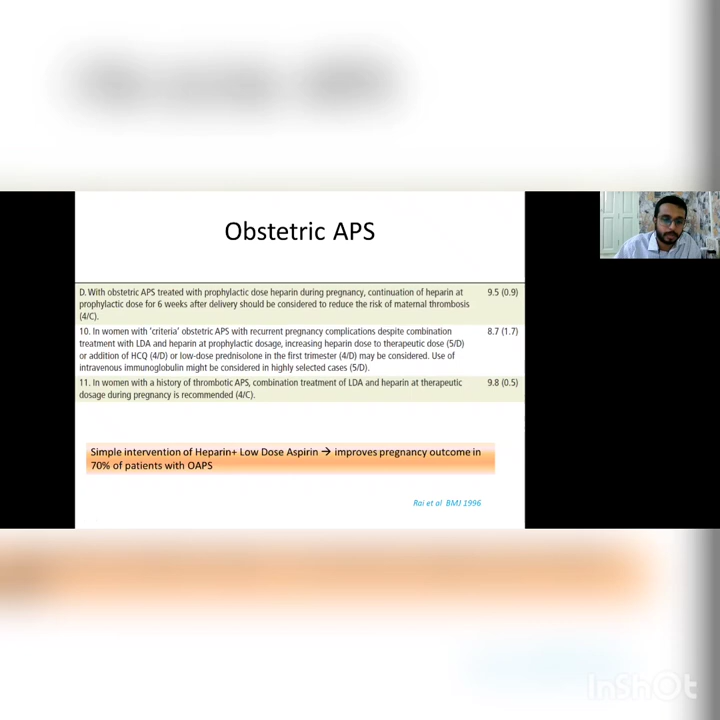 Obstetric APS
D. With obstetric APS treated with prophylactic dose heparin during pregnancy, continuation of heparin at 9.5 (0.9)
prophylactic dose for 6 weeks after delivery should be considered to reduce the risk of maternal thrombosis
(4/C).
10. In women with 'criteria' obstetric APS with recurrent pregnancy complications despite combination 8.7 (1.7)
treatment with LDA and heparin at prophylactic dosage, increasing heparin dose to therapeutic dose (5/D)
or addition of HCQ (4/D) or low-dose prednisolone in the first trimester (4/D) may be considered. Use of
intravenous immunoglobulin might be considered in highly selected cases (5/D).
11. In women with a history of thrombotic APS, combination treatment of LDA and heparin at therapeutic 9.8 (0.5)
dosage during pregnancy is recommended (4/C).
Simple intervention of Heparin+ Low Dose Aspirin → improves pregnancy outcome in
70% of patients with OAPS
Rai et al BMJ 1996
InShOt